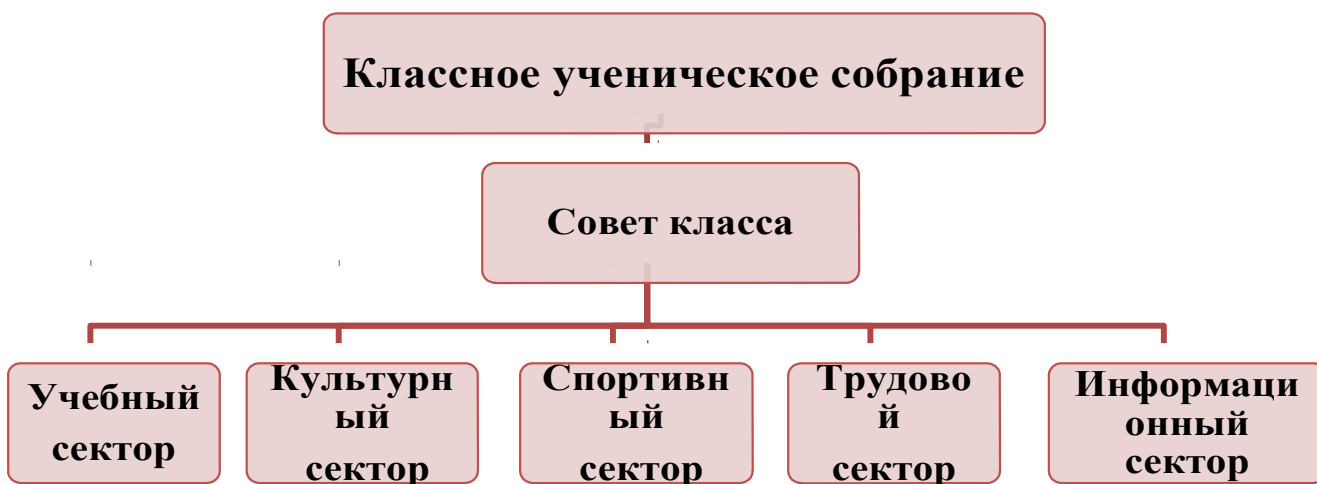 Классное ученическое собрание
Совет класса
Учебный
сектор
Культурн
ый
сектор
Спортивн
ый
сектор
Трудово
й
сектор
Информаци
онный
сектор